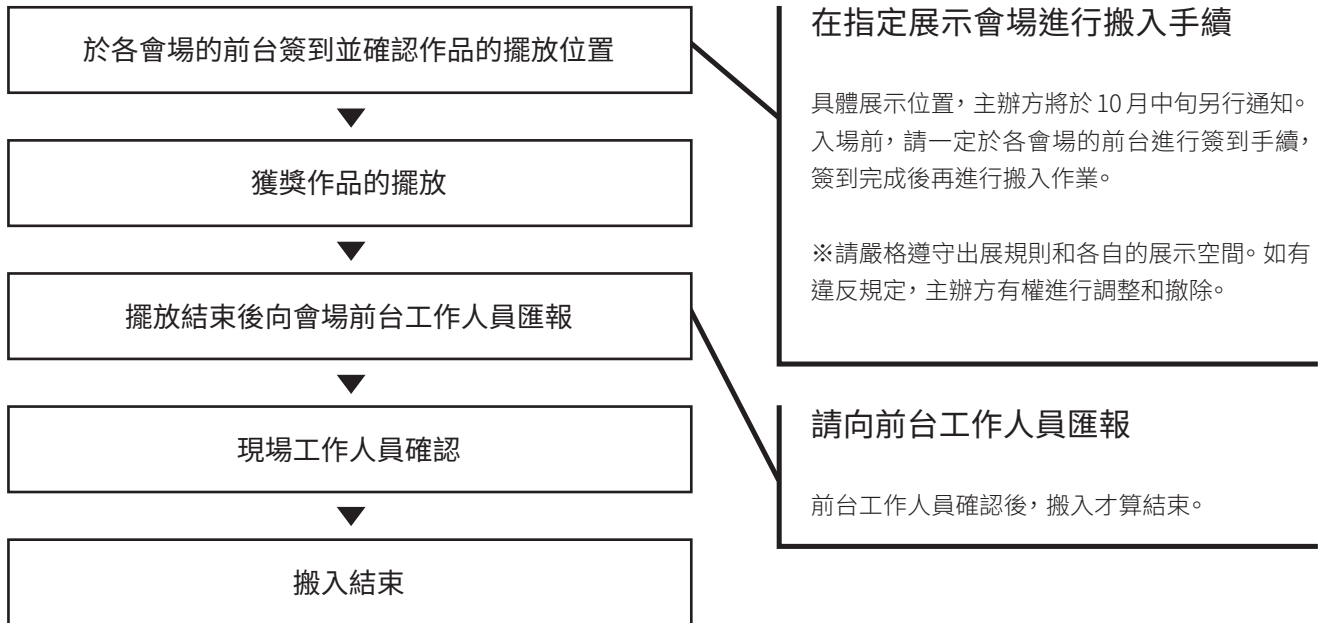 於各會場的前台簽到並確認作品的擺放位置
獲獎作品的擺放
擺放結束後向會場前台工作人員匯報
現場工作人員確認
搬入結束
在指定展示會場進行搬入手續
具體展示位置，主辦方將於 10 月中旬另行通知。
入場前，請一定於各會場的前台進行簽到手續，
簽到完成後再進行搬入作業。
※請嚴格遵守出展規則和各自的展示空間。如有
違反規定，主辦方有權進行調整和撤除。
請向前台工作人員匯報
前台工作人員確認後，搬入才算結束。